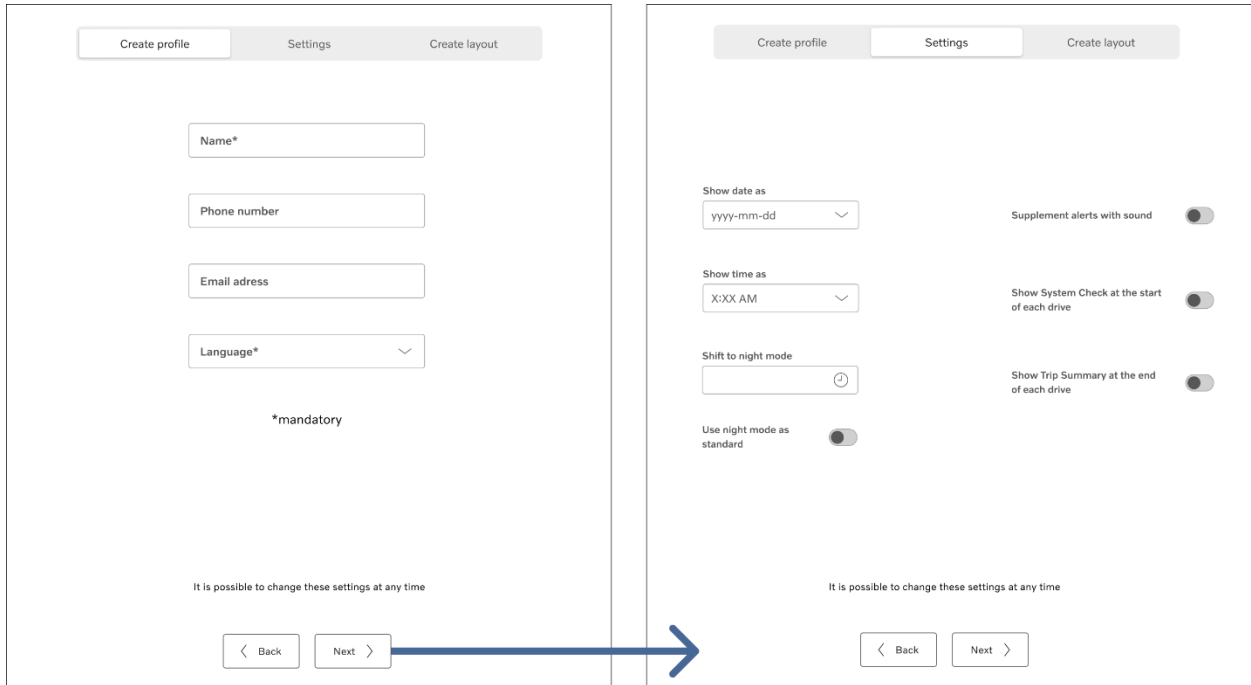 Create profile
Settings
Create layout
Name*
Phone number
Email adress
Language*
*mandatory
It is possible to change these settings at any time
Back
Next
Create profile
Settings
Create layout
Show date as
yyyy-mm-dd
Show time as
X:XX AM
Shift to night mode
Use night mode as
standard
Supplement alerts with sound
Show System Check at the start
of each drive
Show Trip Summary at the end
of each drive
It is possible to change these settings at any time
Back
Next